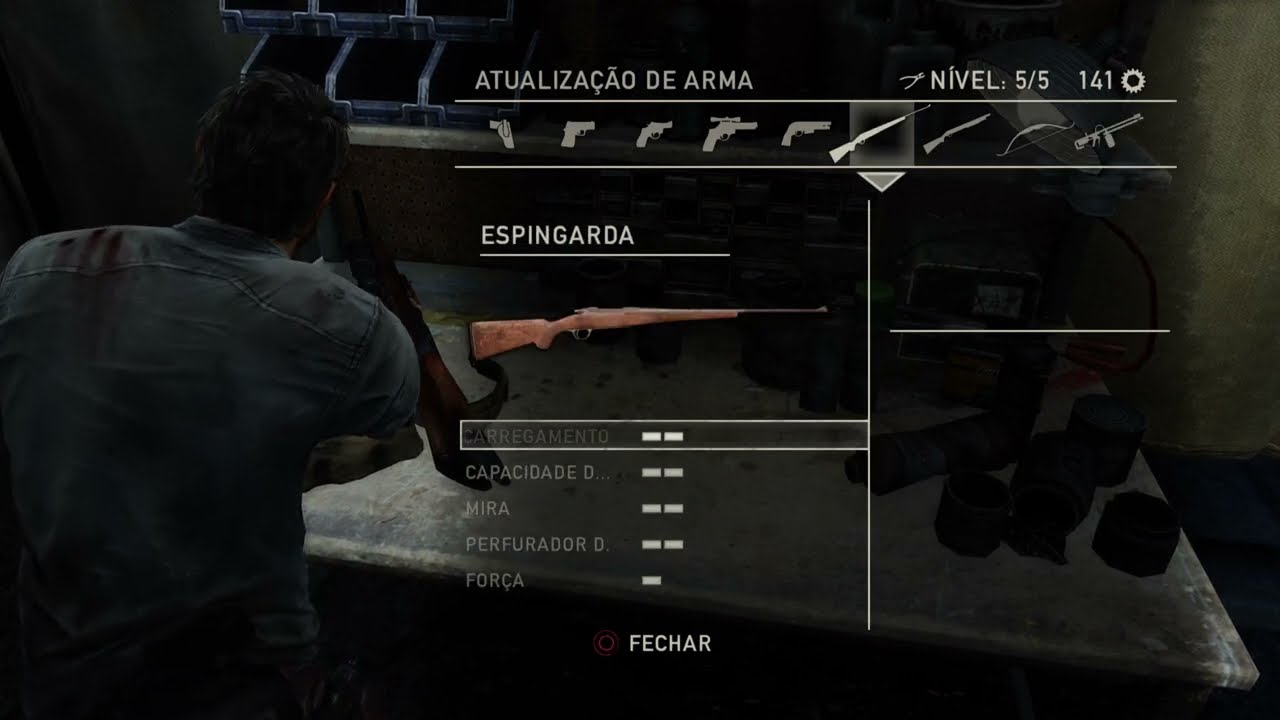 ATUALIZAÇÃO DE ARMA
NÍVEL: 5/5 141
ESPINGARDA
CARREGAMENTO
CAPACIDADE D...
MIRA
PERFURADOR D.
FORÇA
FECHAR